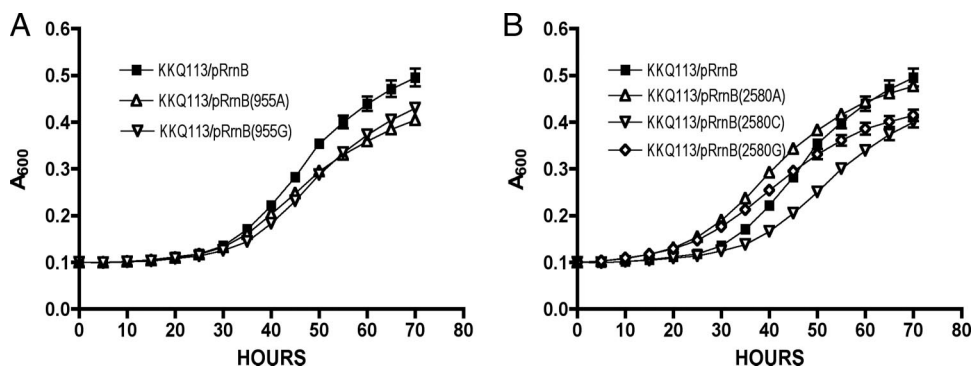 A
0.6
0.5
0.4
0.3
0.2
0.1
0.0
A600
KKQ113/pRrnB
KKQ113/pRrnB(955A)
KKQ113/pRrnB(955G)
0 10 20 30 40 50 60 70 80
HOURS
B
0.6
0.5
0.4
0.3
0.2
0.1
0.0
A600
KKQ113/pRrnB
KKQ113/pRrnB(2580A)
KKQ113/pRrnB(2580C)
KKQ113/pRrnB(2580G)
0 10 20 30 40 50 60 70 80
HOURS